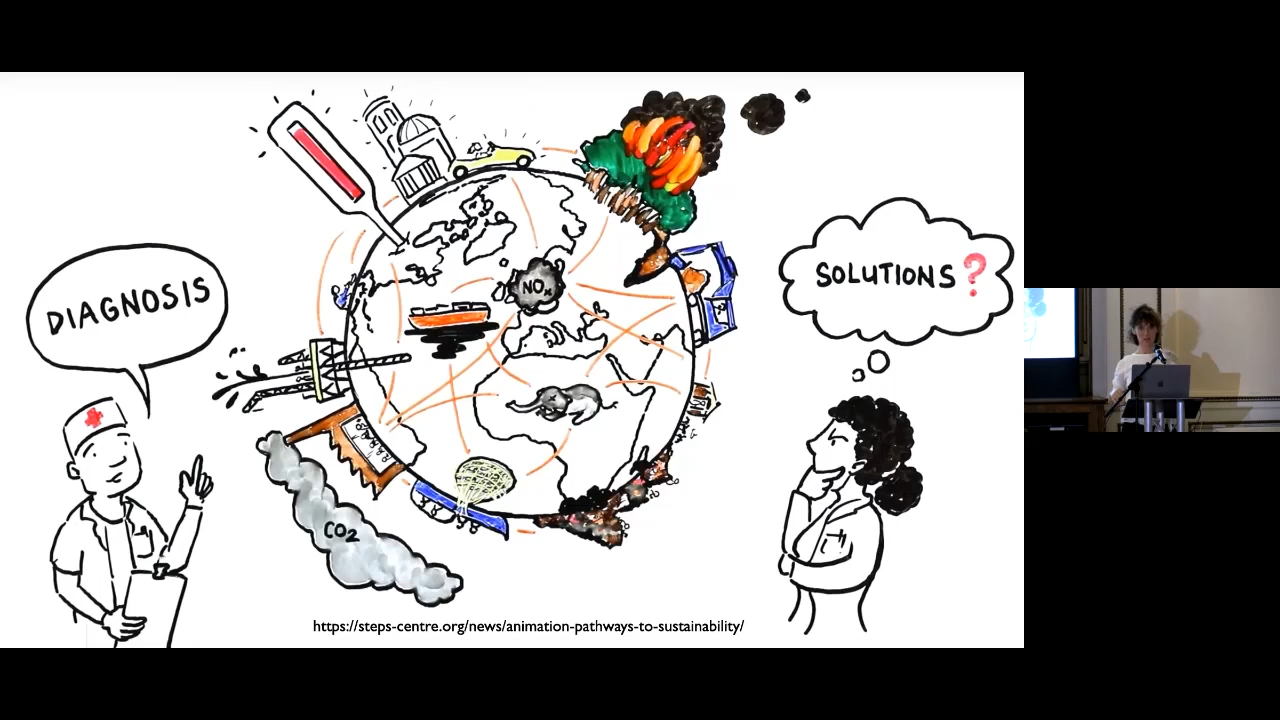 DIAGNOSIS
SOLUTIONS?
NOx
CO2
https://steps-centre.org/news/animation-pathways-to-sustainability/